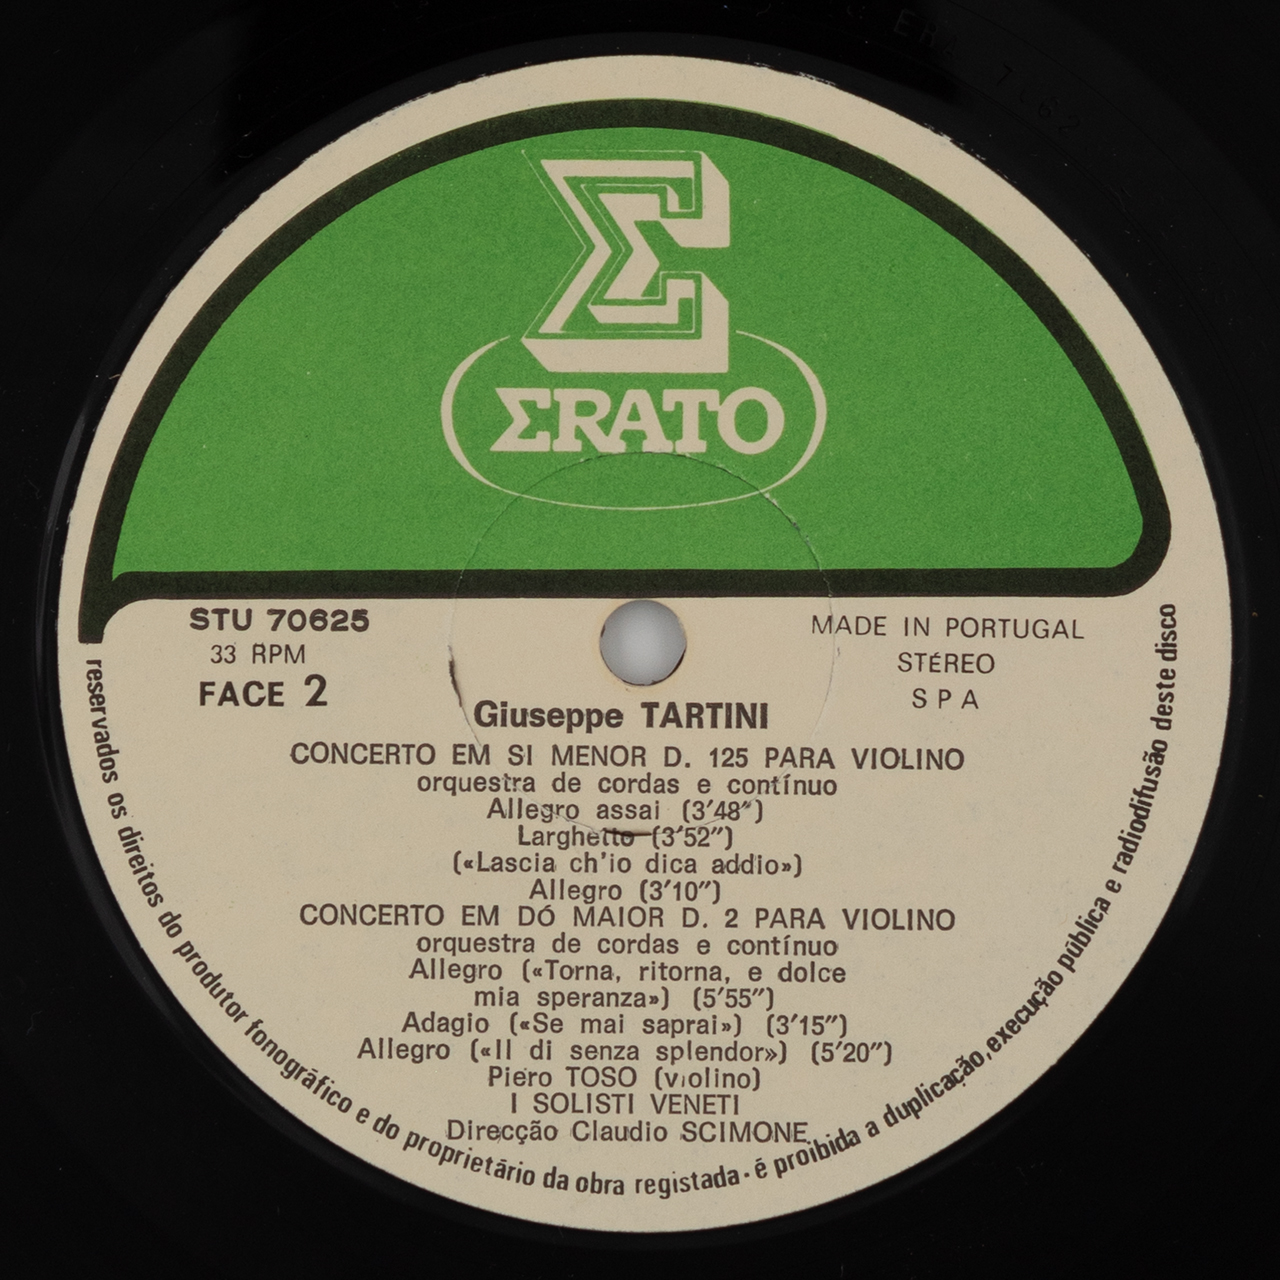 Σ
ΣRATO
STU 70625
33 RPM
FACE 2
MADE IN PORTUGAL
STÉREO
SPA
Giuseppe TARTINI
CONCERTO EM SI MENOR D. 125 PARA VIOLINO
orquestra de cordas e contínuo
Allegro assai (3'48")
Larghetto (3'52")
(«Lascia ch'io dica addio»)
Allegro (3'10")
CONCERTO EM DÓ MAIOR D. 2 PARA VIOLINO
orquestra de cordas e contínuo
Allegro («Torna, ritorna, e dolce
mia speranza») (5'55")
Adagio («Se mai saprai») (3'15")
Allegro («Il di senza splendor») (5'20")
Piero TOSO (violino)
I SOLISTI VENETI
Direcção Claudio SCIMONE
reservados os direitos do produtor fonográfico e do proprietário da obra registada - é proibida a duplicação, execução pública e radiodifusão deste disco